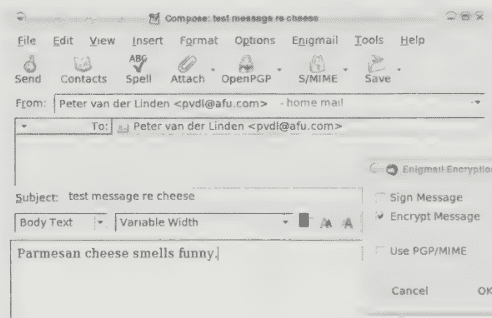 Compose: test message re cheese
File Edit View Insert Format Options Enigmail Tools Help
ABC
Send Contacts Spell Attach OpenPGP S/MIME Save
From: Peter van der Linden <pvdl@afu.com> - home mail
To: Peter van der Linden <pvdl@afu.com>
Enigmail Encryption
Subject: test message re cheese
Sign Message
Encrypt Message
Body Text Variable Width A A
Use PGP/MIME
Parmesan cheese smells funny.
Cancel OK